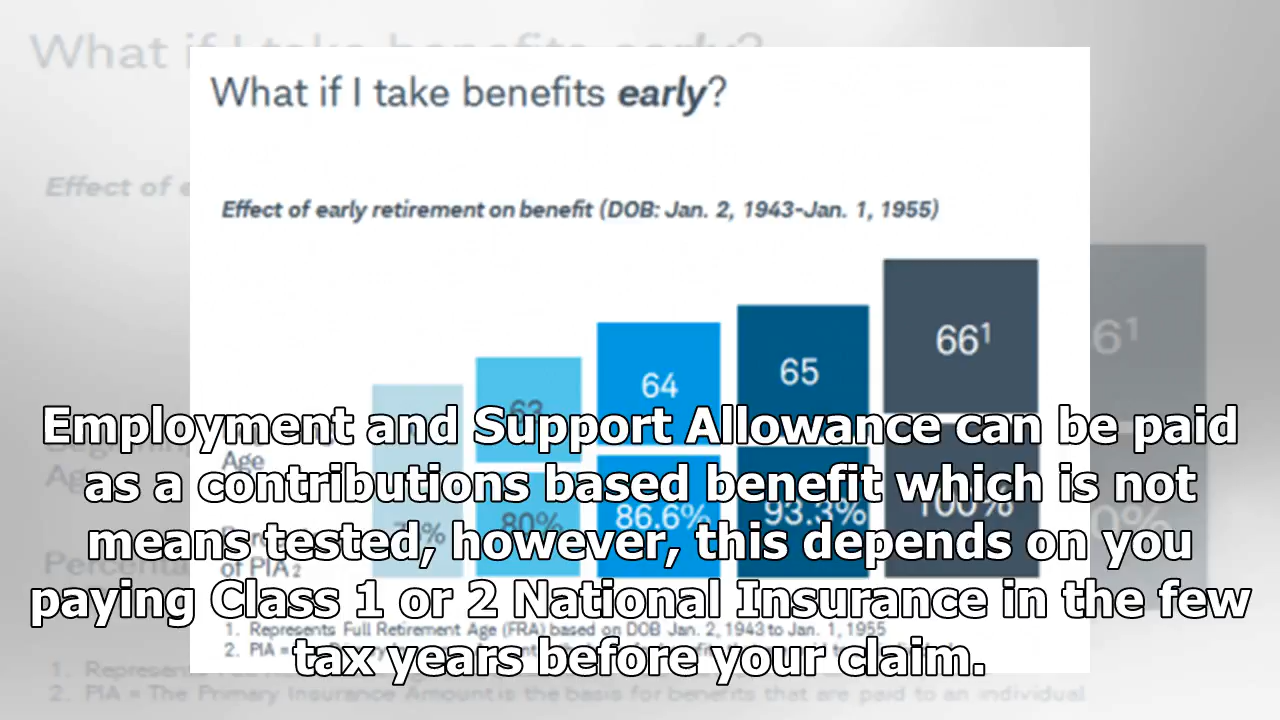 What if I take benefits early?
Effect of early retirement on benefit (DOB: Jan. 2, 1943-Jan. 1, 1955)
63 64 65 66¹
Age
80% 86.6% 93.3% 100%
of PIA2
Employment and Support Allowance can be paid
as a contributions based benefit which is not
means tested, however, this depends on you
paying Class 1 or 2 National Insurance in the few
tax years before your claim.
1. Represents Full Retirement Age (FRA) based on DOB Jan. 2, 1943 to Jan. 1, 1955
2. PIA =
2. PIA = The Primary Insurance Amount is the basis for benefits that are paid to an individual